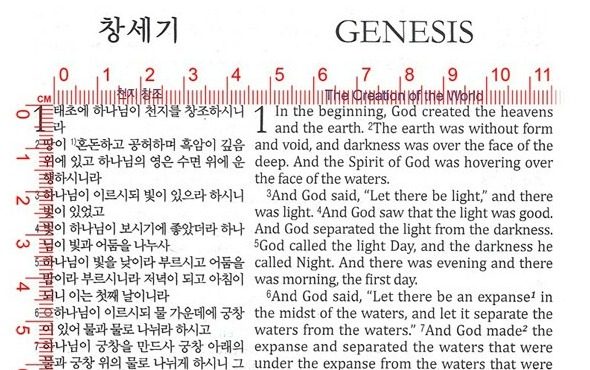 창세기
GENESIS
0 1 2 3 4 5 6 7 8 9 10 11
CM
0
1
2
3
4
5
천지 창조
1 태초에 하나님이 천지를 창조하시니
라
2 땅이 1)혼돈하고 공허하며 흑암이 깊음
위에 있고 하나님의 영은 수면 위에 운
행하시니라
3 하나님이 이르시되 빛이 있으라 하시니
빛이 있었고
4 빛이 하나님이 보시기에 좋았더라 하나
님이 빛과 어둠을 나누사
5 하나님이 빛을 낮이라 부르시고 어둠을
밤이라 부르시니라 저녁이 되고 아침이
되니 이는 첫째 날이니라
6 ○하나님이 이르시되 물 가운데에 궁창
이 있어 물과 물로 나뉘라 하시고
7 하나님이 궁창을 만드사 궁창 아래의
물과 궁창 위의 물로 나뉘게 하시니 그
The Creation of the World
1 In the beginning, God created the heavens
and the earth. ²The earth was without form
and void, and darkness was over the face of the
deep. And the Spirit of God was hovering over
the face of the waters.
³And God said, “Let there be light,” and there
was light. ⁴And God saw that the light was good.
And God separated the light from the darkness.
⁵God called the light Day, and the darkness he
called Night. And there was evening and there
was morning, the first day.
⁶And God said, “Let there be an expanse¹ in
the midst of the waters, and let it separate the
waters from the waters.” ⁷And God made² the
expanse and separated the waters that were
under the expanse from the waters that were